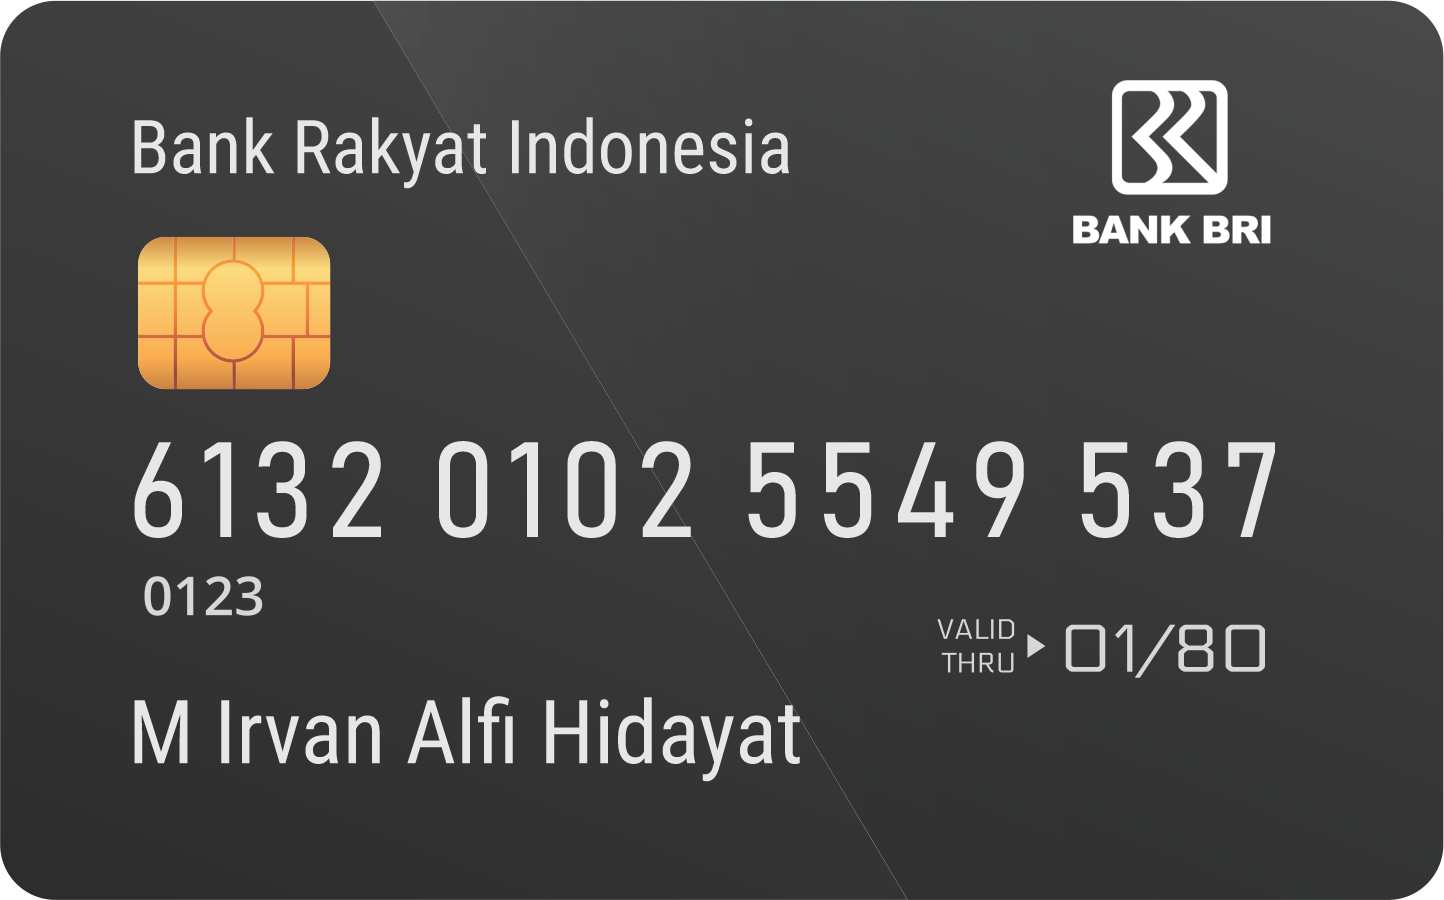 Bank Rakyat Indonesia
BANK BRI
6132 0102 5549 537
0123
VALID
THRU
01/80
M Irvan Alfi Hidayat